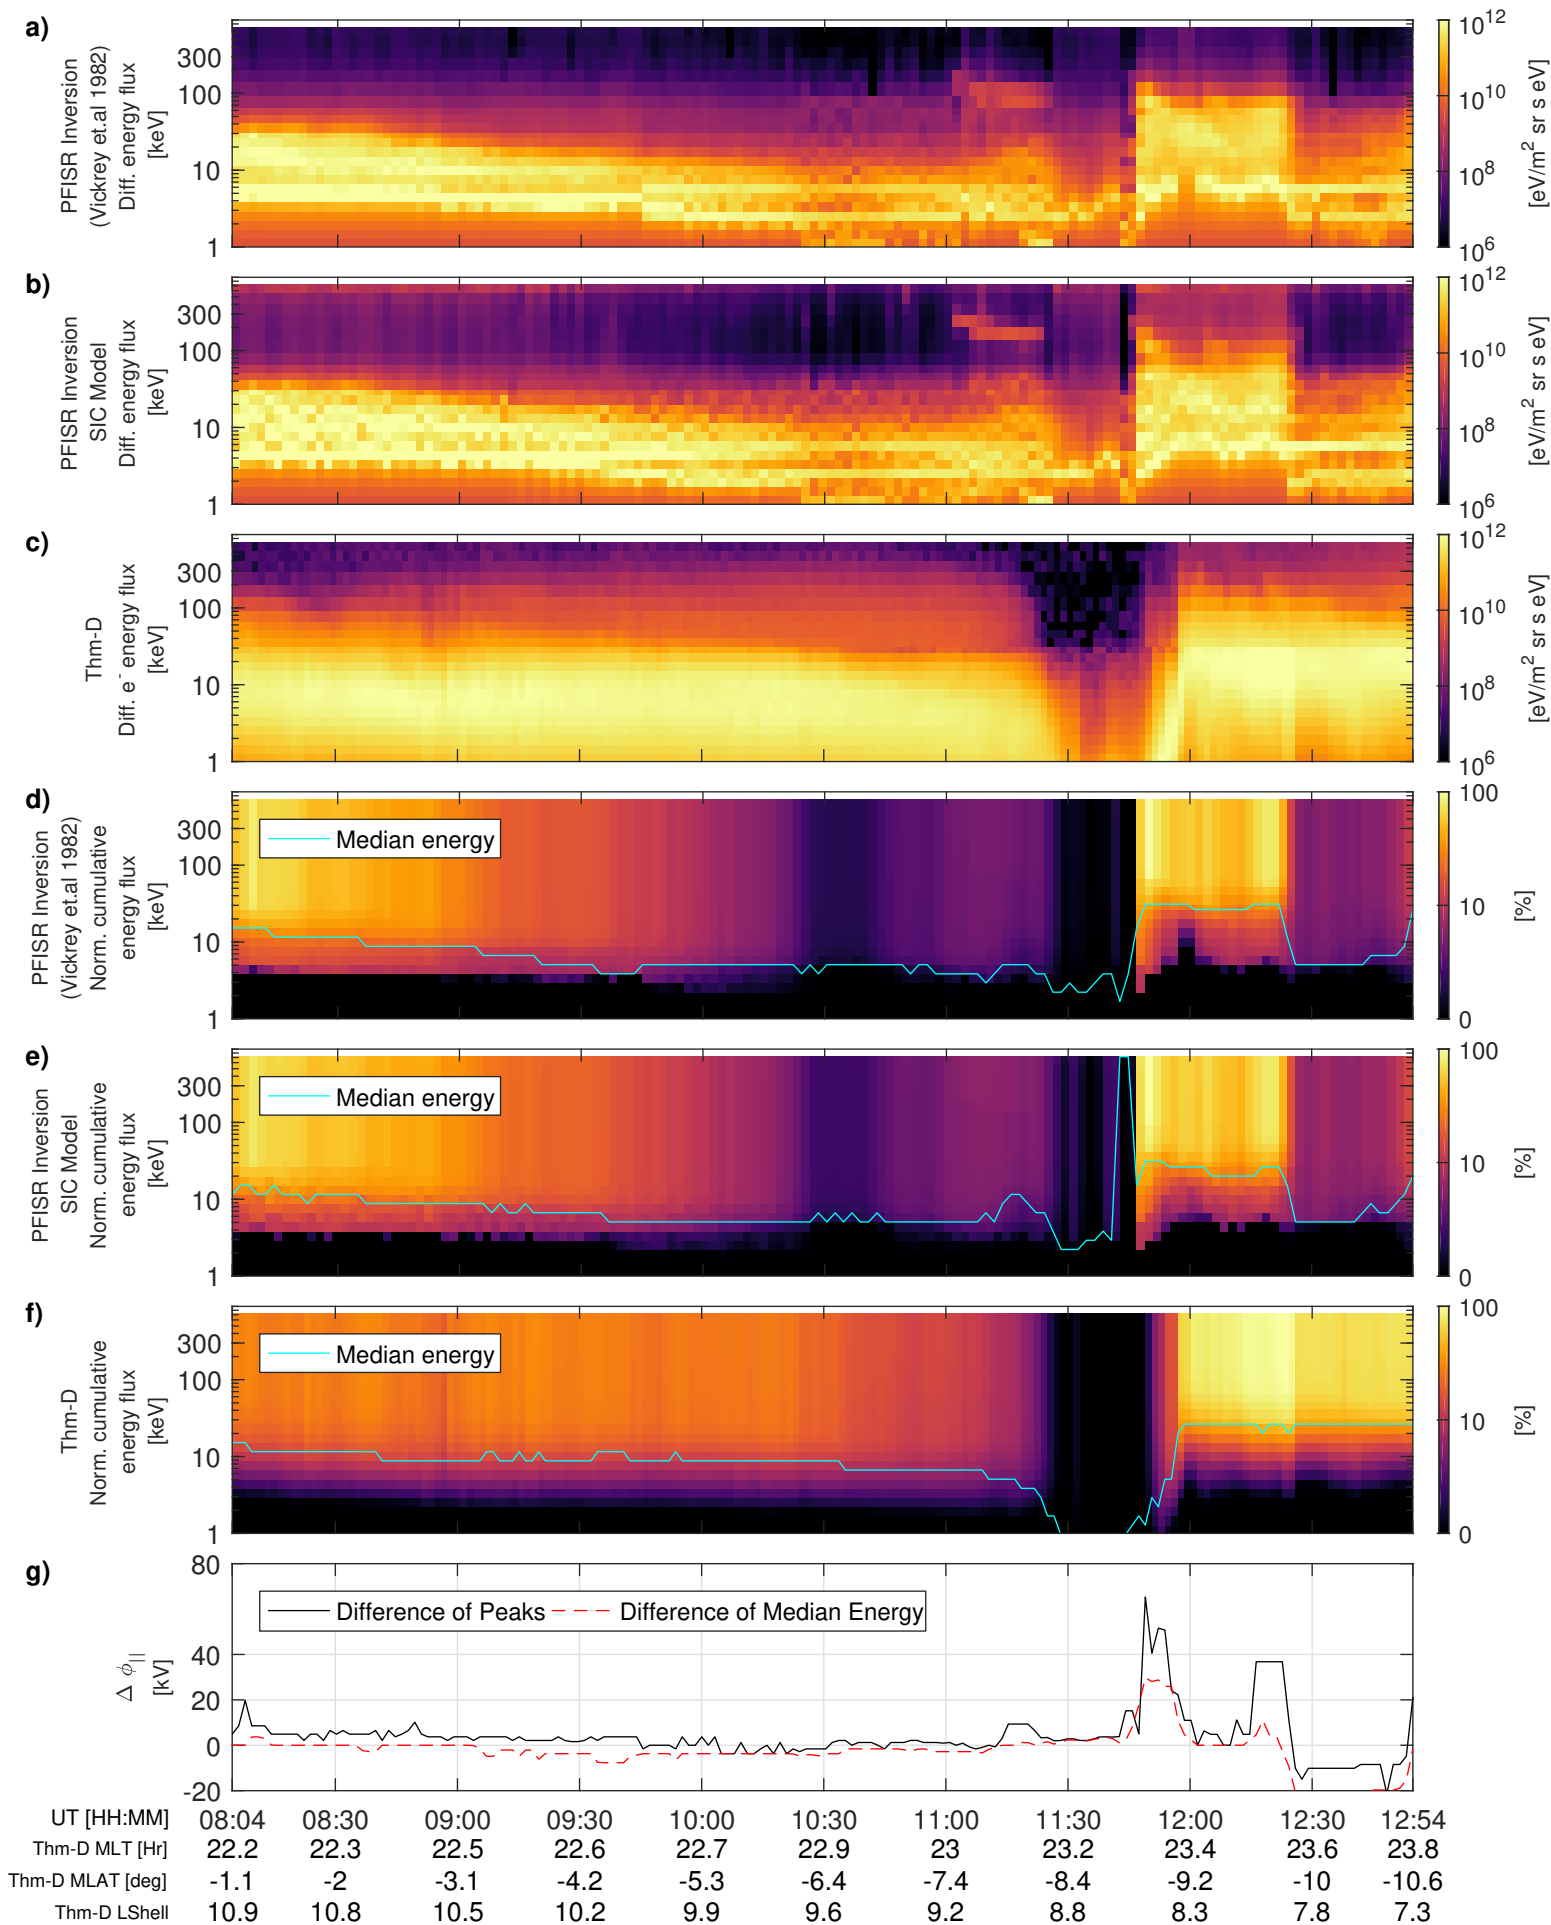 a)
PFISR Inversion
(Vickrey et.al 1982)
Diff. energy flux
[keV]
300
100
10
1
10^12
10^10
10^8
10^6
[eV/m^2 sr s eV]
b)
PFISR Inversion
SIC Model
Diff. energy flux
[keV]
300
100
10
1
10^12
10^10
10^8
10^6
[eV/m^2 sr s eV]
c)
Thm-D
Diff. e^- energy flux
[keV]
300
100
10
1
10^12
10^10
10^8
10^6
[eV/m^2 sr s eV]
d)
PFISR Inversion
(Vickrey et.al 1982)
Norm. cumulative
energy flux
[keV]
300
100
10
1
Median energy
100
10
0
[%]
e)
PFISR Inversion
SIC Model
Norm. cumulative
energy flux
[keV]
300
100
10
1
Median energy
100
10
0
[%]
f)
Thm-D
Norm. cumulative
energy flux
[keV]
300
100
10
1
Median energy
100
10
0
[%]
g)
Δ ϕ_||
[kV]
80
40
20
0
-20
Difference of Peaks Difference of Median Energy
UT [HH:MM] 08:04 08:30 09:00 09:30 10:00 10:30 11:00 11:30 12:00 12:30 12:54
Thm-D MLT [Hr] 22.2 22.3 22.5 22.6 22.7 22.9 23 23.2 23.4 23.6 23.8
Thm-D MLAT [deg] -1.1 -2 -3.1 -4.2 -5.3 -6.4 -7.4 -8.4 -9.2 -10 -10.6
Thm-D LShell 10.9 10.8 10.5 10.2 9.9 9.6 9.2 8.8 8.3 7.8 7.3